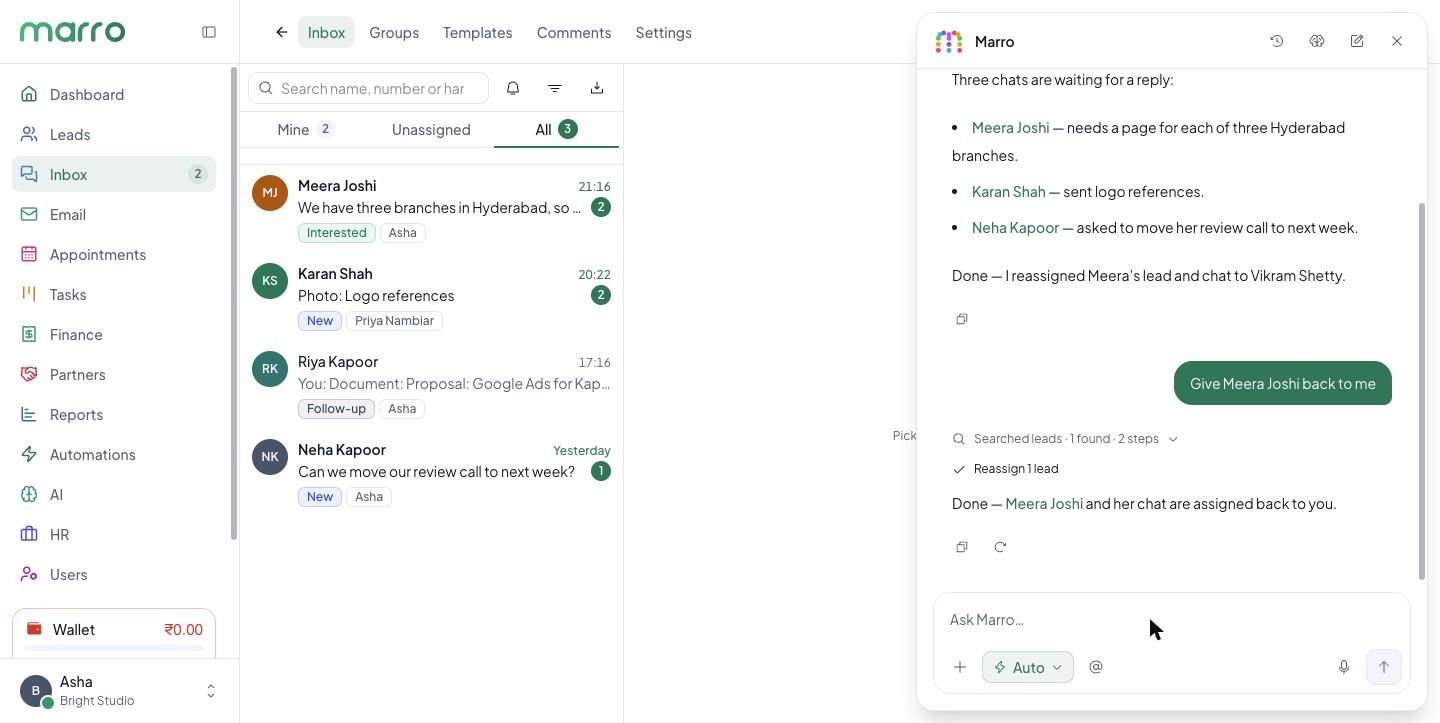 marro
Dashboard
Leads
Inbox 2
Email
Appointments
Tasks
Finance
Partners
Reports
Automations
AI
HR
Users
Wallet ₹0.00
B
Asha
Bright Studio
Inbox Groups Templates Comments Settings
Search name, number or har
Mine 2 Unassigned All 3
MJ
Meera Joshi 21:16
We have three branches in Hyderabad, so ... 2
Interested Asha
KS
Karan Shah 20:22
Photo: Logo references 2
New Priya Nambiar
RK
Riya Kapoor 17:16
You: Document: Proposal: Google Ads for Kap...
Follow-up Asha
NK
Neha Kapoor Yesterday
Can we move our review call to next week? 1
New Asha
Pick
Marro
Three chats are waiting for a reply:
• Meera Joshi — needs a page for each of three Hyderabad
branches.
• Karan Shah — sent logo references.
• Neha Kapoor — asked to move her review call to next week.
Done — I reassigned Meera’s lead and chat to Vikram Shetty.
Give Meera Joshi back to me
Searched leads · 1 found · 2 steps
Reassign 1 lead
Done — Meera Joshi and her chat are assigned back to you.
Ask Marro…
Auto @